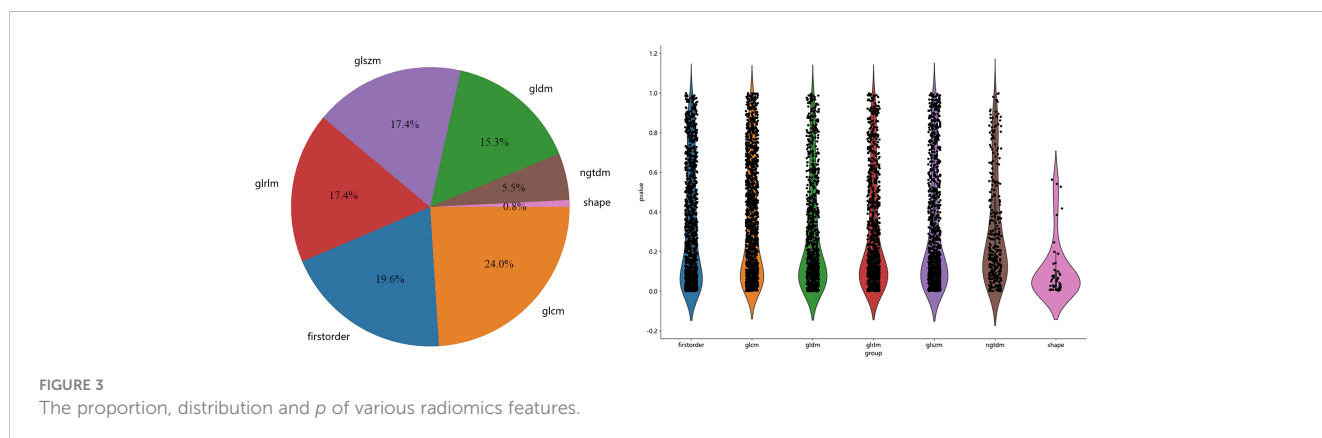 glszm
gldm
17.4%
15.3%
glrlm
17.4%
ngtdm
5.5%
shape
0.8%
19.6%
24.0%
firstorder
glcm
1.2
1.0
0.8
0.6
0.4
0.2
0.0
-0.2
pvalue
firstorder
glcm
gldm
glrlm
glszm
ngtdm
shape
group
FIGURE 3
The proportion, distribution and p of various radiomics features.